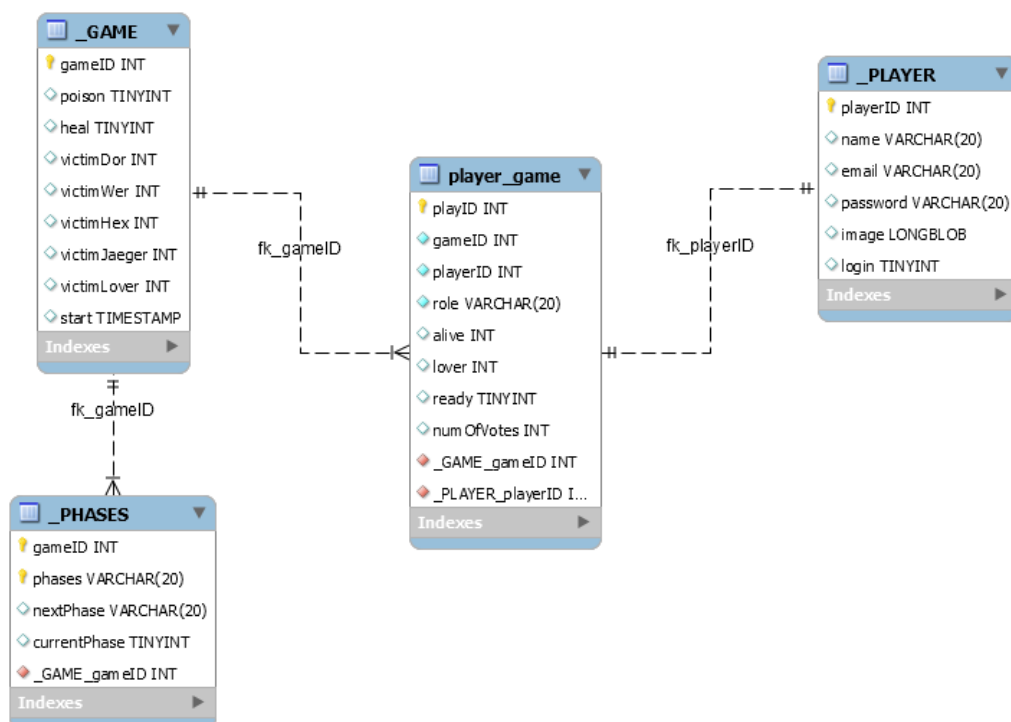 _GAME
gameID INT
poison TINYINT
heal TINYINT
victimDor INT
victimWer INT
victimHex INT
victimJaeger INT
victimLover INT
start TIMESTAMP
Indexes
fk_gameID
_PHASES
gameID INT
phases VARCHAR(20)
nextPhase VARCHAR(20)
currentPhase TINYINT
_GAME_gameID INT
Indexes
fk_gameID
player_game
playID INT
gameID INT
playerID INT
role VARCHAR(20)
alive INT
lover INT
ready TINYINT
numOfVotes INT
_GAME_gameID INT
_PLAYER_playerID I...
Indexes
fk_playerID
_PLAYER
playerID INT
name VARCHAR(20)
email VARCHAR(20)
password VARCHAR(20)
image LONGBLOB
login TINYINT
Indexes